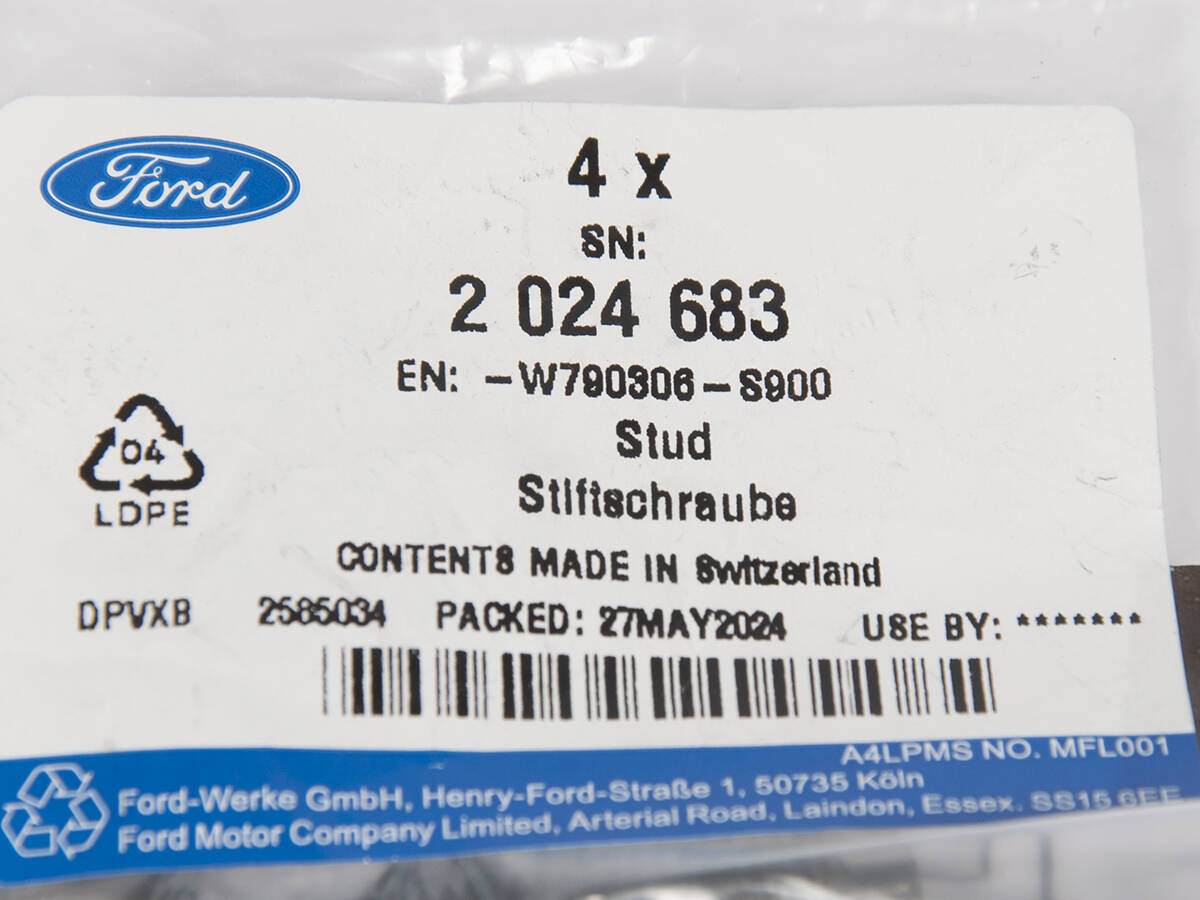 Ford
4 x
SN:
2 024 683
EN: -W790306-S900
Stud
Stiftschraube
04
LDPE
CONTENTS MADE IN Switzerland
DPVXB 2585034 PACKED: 27MAY2024 USE BY: *******
A4LPMS NO. MFL001
Ford-Werke GmbH, Henry-Ford-Straße 1, 50735 Köln
Ford Motor Company Limited, Arterial Road, Laindon, Essex. SS15 6EE